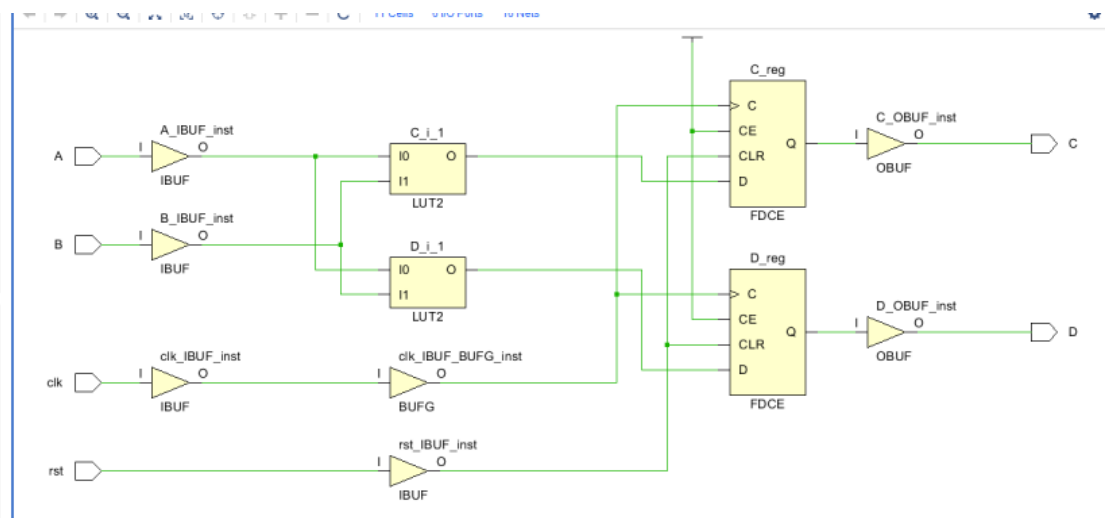 11 Cells 6 I/O Ports 10 Nets
C_reg
A_IBUF_inst
C_i_1
C
C_OBUF_inst
I O
CE
I O
A
I0 O
Q
C
IBUF
CLR
OBUF
I1
D
B_IBUF_inst
LUT2
FDCE
I O
B
D_i_1
D_reg
IBUF
I0 O
C
I1
CE
D_OBUF_inst
LUT2
Q
I O
D
clk_IBUF_inst
clk_IBUF_BUFG_inst
CLR
OBUF
I O
I O
D
clk
IBUF
BUFG
FDCE
rst_IBUF_inst
I O
rst
IBUF